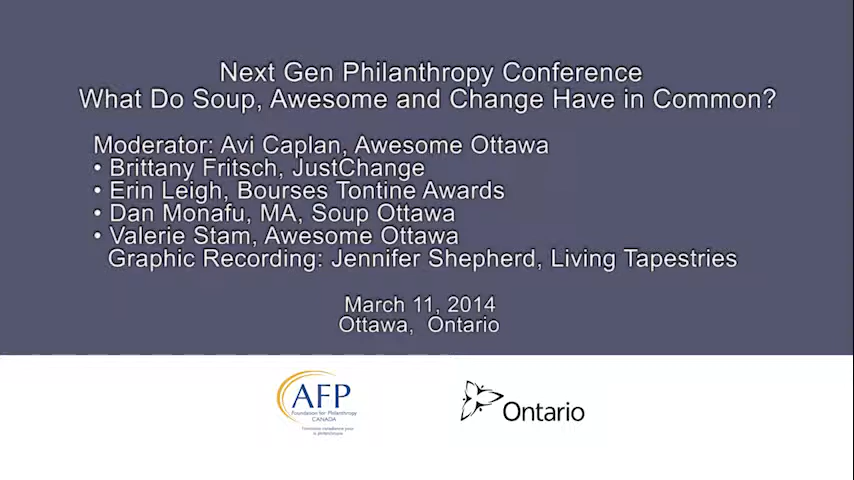 Next Gen Philanthropy Conference
What Do Soup, Awesome and Change Have in Common?
Moderator: Avi Caplan, Awesome Ottawa
• Brittany Fritsch, JustChange
• Erin Leigh, Bourses Tontine Awards
• Dan Monafu, MA, Soup Ottawa
• Valerie Stam, Awesome Ottawa
Graphic Recording: Jennifer Shepherd, Living Tapestries
March 11, 2014
Ottawa, Ontario
AFP
Foundation for Philanthropy
CANADA
Ontario